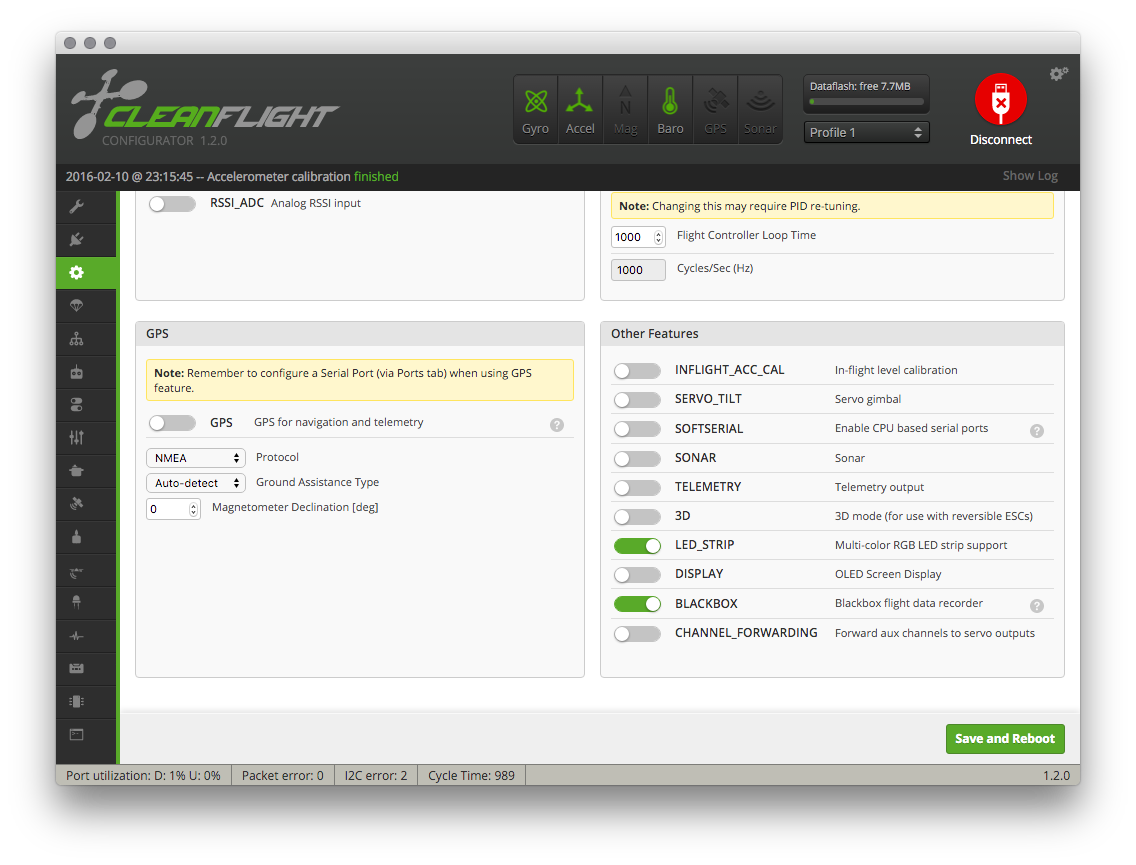 CLEANFLIGHT
CONFIGURATOR 1.2.0
Gyro
Accel
N
Mag
Baro
GPS
Sonar
Dataflash: free 7.7MB
Profile 1
Disconnect
2016-02-10 @ 23:15:45 -- Accelerometer calibration finished
Show Log
RSSI_ADC Analog RSSI input
Note: Changing this may require PID re-tuning.
1000 Flight Controller Loop Time
1000 Cycles/Sec (Hz)
GPS
Note: Remember to configure a Serial Port (via Ports tab) when using GPS
feature.
GPS GPS for navigation and telemetry ?
NMEA Protocol
Auto-detect Ground Assistance Type
0 Magnetometer Declination [deg]
Other Features
INFLIGHT_ACC_CAL In-flight level calibration
SERVO_TILT Servo gimbal
SOFTSERIAL Enable CPU based serial ports ?
SONAR Sonar
TELEMETRY Telemetry output
3D 3D mode (for use with reversible ESCs)
LED_STRIP Multi-color RGB LED strip support
DISPLAY OLED Screen Display
BLACKBOX Blackbox flight data recorder ?
CHANNEL_FORWARDING Forward aux channels to servo outputs
Save and Reboot
Port utilization: D: 1% U: 0% Packet error: 0 I2C error: 2 Cycle Time: 989 1.2.0